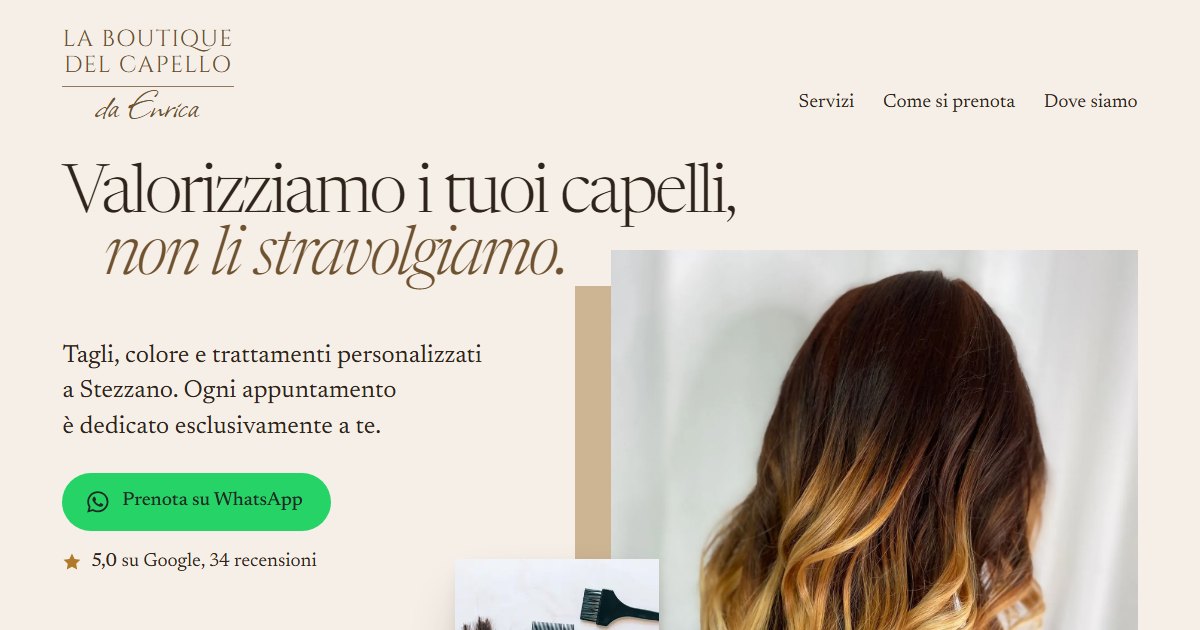 LA BOUTIQUE
DEL CAPELLO
da Enrica
Servizi
Come si prenota
Dove siamo
Valorizziamo i tuoi capelli,
non li stravolgiamo.
Tagli, colore e trattamenti personalizzati
a Stezzano. Ogni appuntamento
è dedicato esclusivamente a te.
Prenota su WhatsApp
5,0 su Google, 34 recensioni